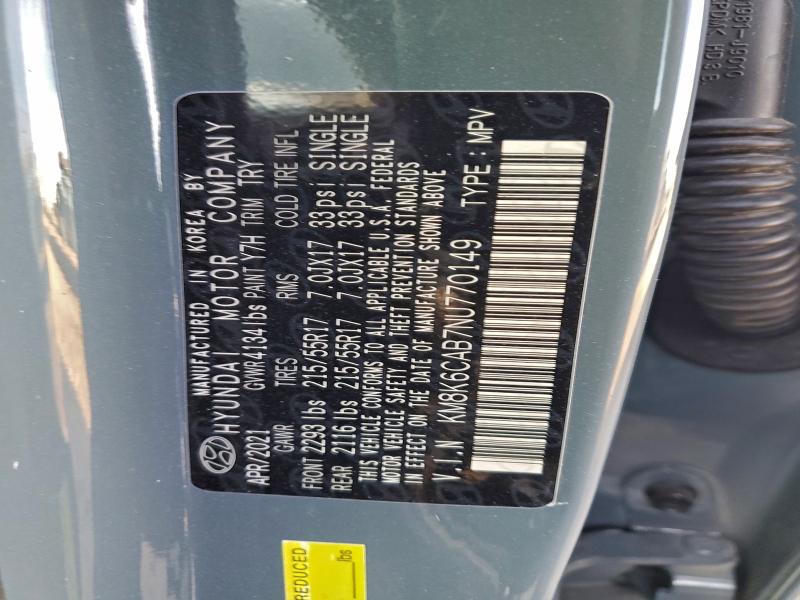 MANUFACTURED IN KOREA BY
HYUNDAI MOTOR COMPANY
APR/2021 GVWR4134 lbs PAINT Y7H TRIM TRY
GAWR TIRES RIMS COLD TIRE INFL
FRONT 2293 lbs 215/55R17 7.0JX17 33psi SINGLE
REAR 2116 lbs 215/55R17 7.0JX17 33psi SINGLE
THIS VEHICLE CONFORMS TO ALL APPLICABLE U.S.A. FEDERAL
MOTOR VEHICLE SAFETY AND THEFT PREVENTION STANDARDS
IN EFFECT ON THE DATE OF MANUFACTURE SHOWN ABOVE
V.I.N KM8K6CAB7NU770149 TYPE : MPV
REDUCED
lbs